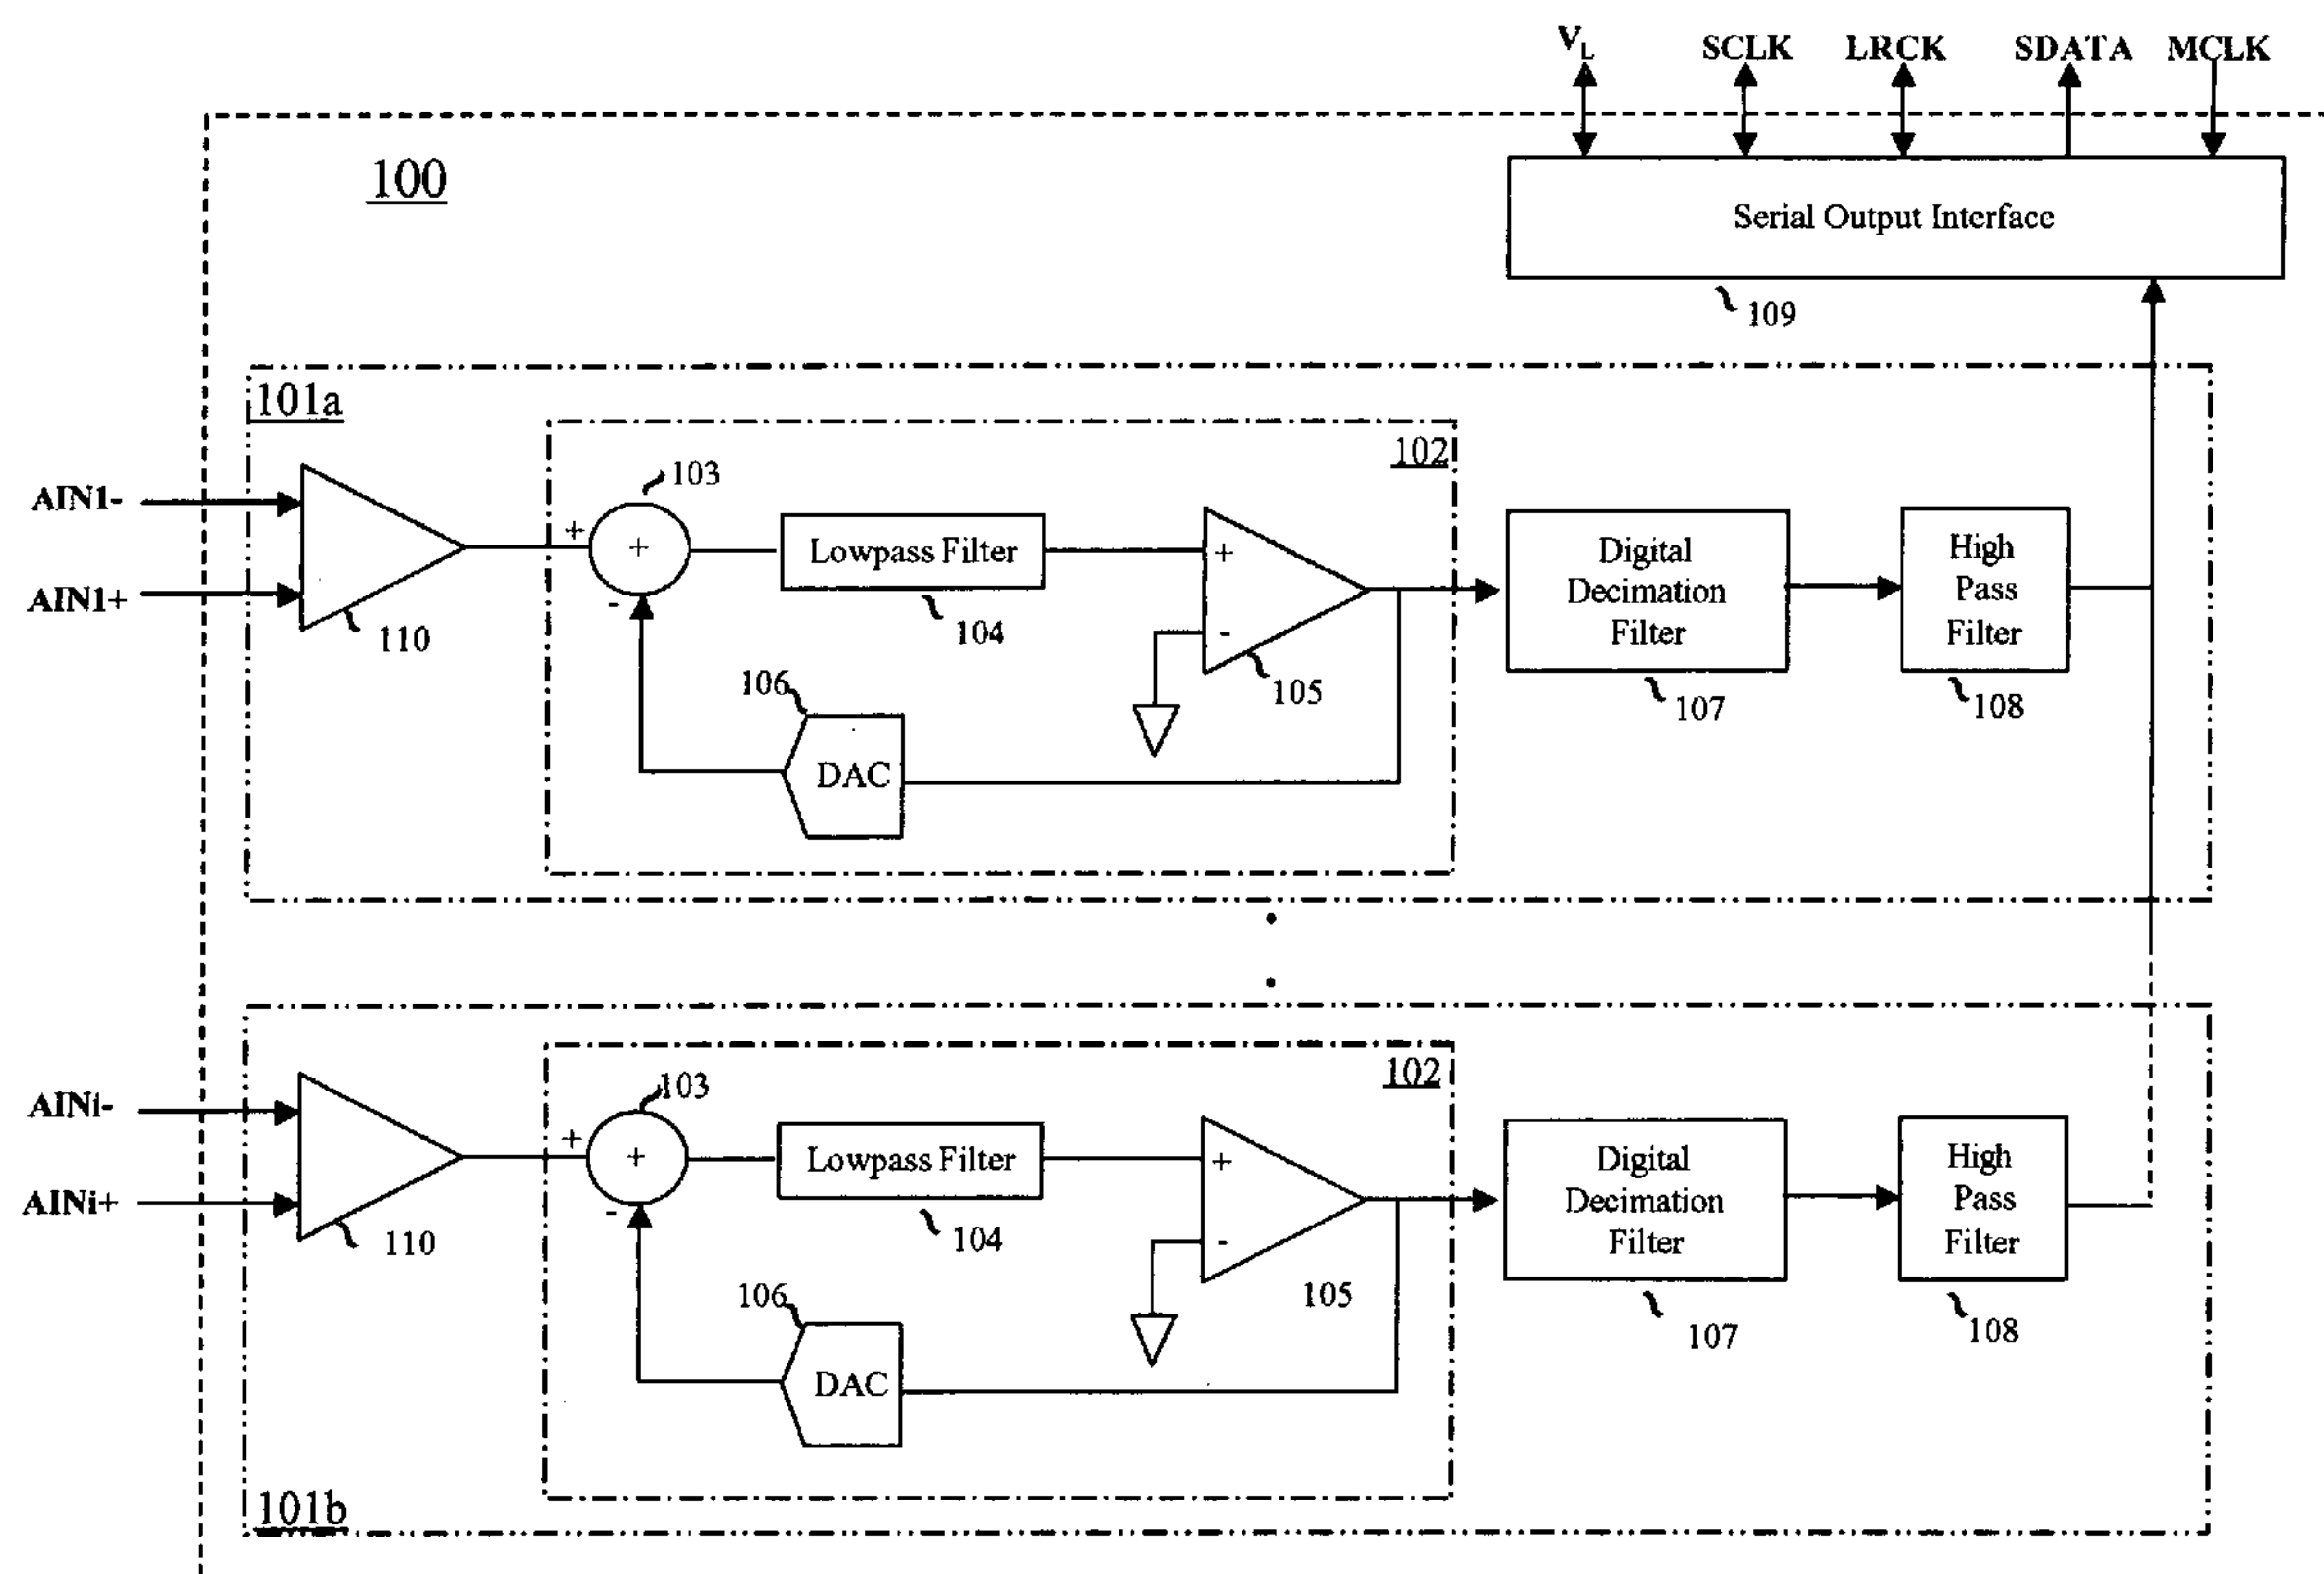 V_L SCLK LRCK SDATA MCLK
100
Serial Output Interface
109
101a
102
103
AIN1-
+
+
Lowpass Filter
+
Digital
Decimation
Filter
High
Pass
Filter
AIN1+
-
110
104
-
105
106
107
108
DAC
102
103
AINi-
+
+
Lowpass Filter
+
Digital
Decimation
Filter
High
Pass
Filter
AINi+
-
110
104
-
105
106
107
108
DAC
101b